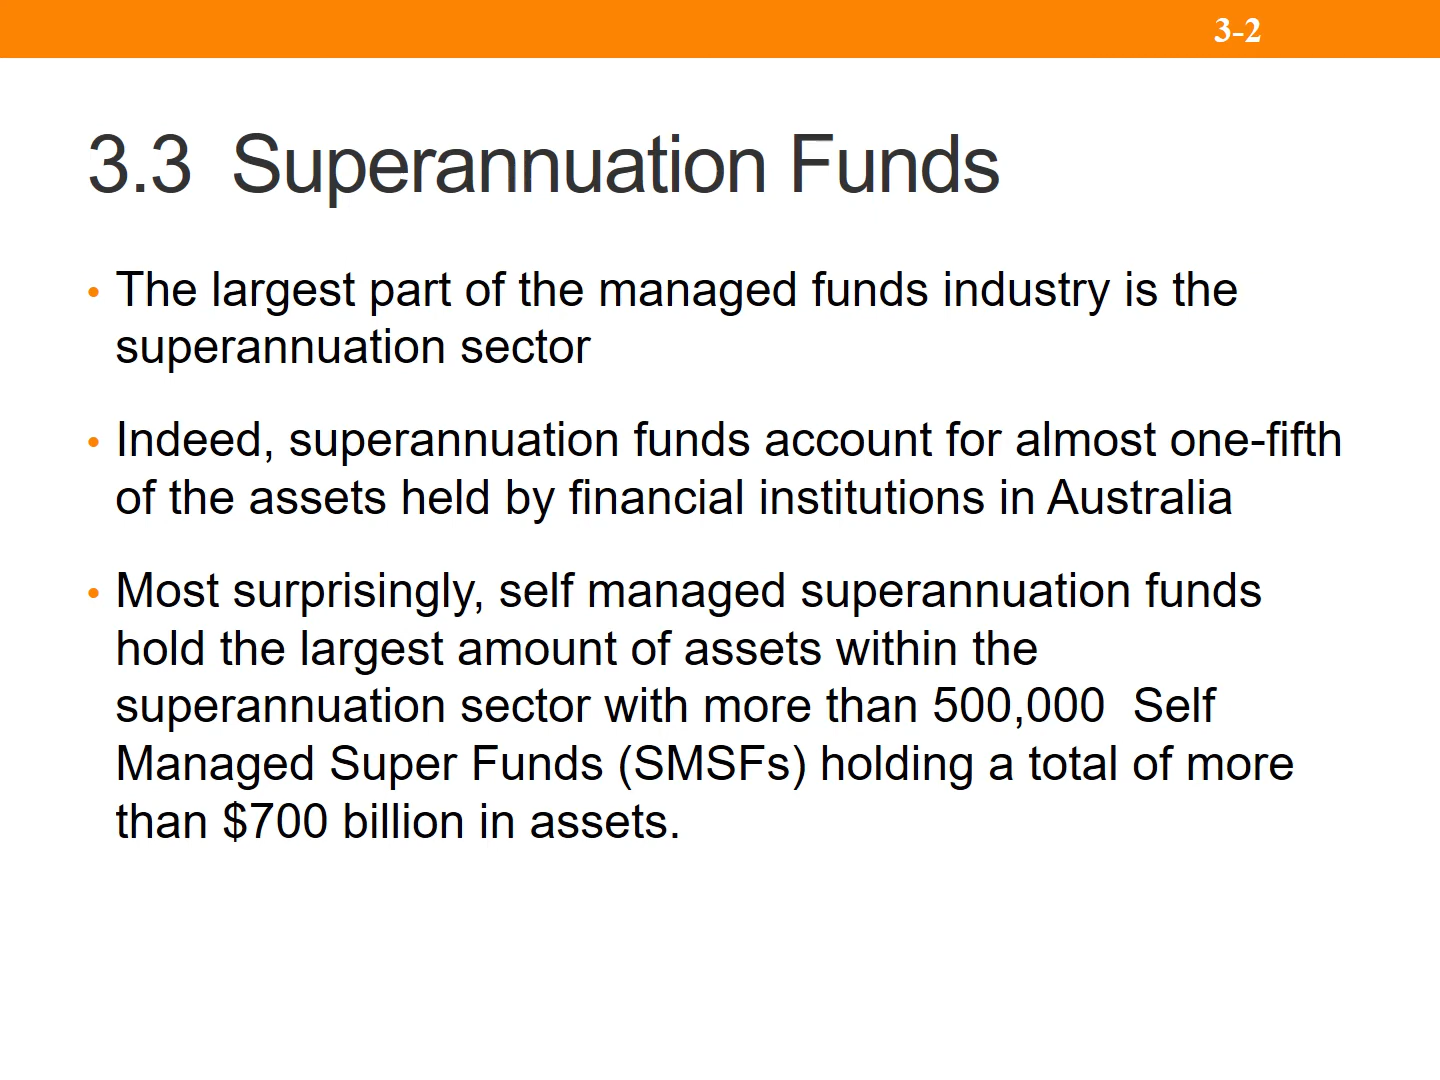 3-2
3.3  Superannuation Funds
• The largest part of the managed funds industry is the
superannuation sector
• Indeed, superannuation funds account for almost one-fifth
of the assets held by financial institutions in Australia
• Most surprisingly, self managed superannuation funds
hold the largest amount of assets within the
superannuation sector with more than 500,000  Self
Managed Super Funds (SMSFs) holding a total of more
than $700 billion in assets.